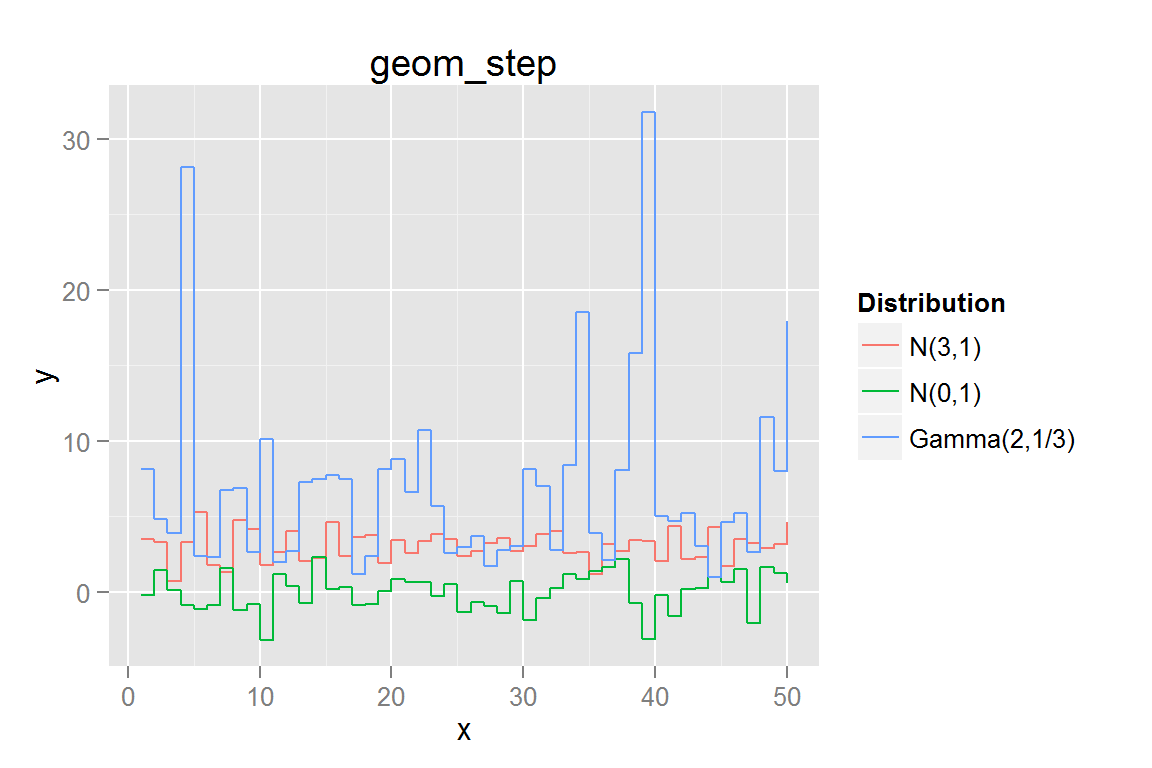 geom_step
30
20
10
0
y
0 10 20 30 40 50
x
Distribution
N(3,1)
N(0,1)
Gamma(2,1/3)